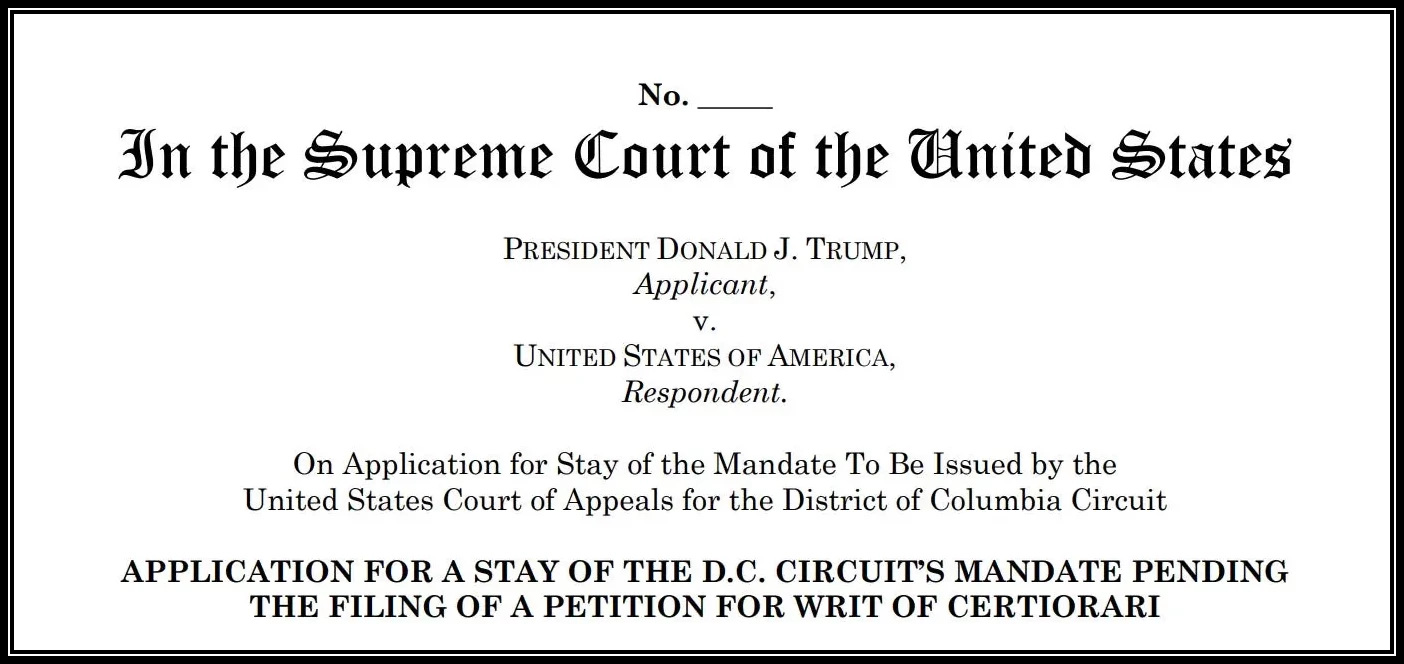 No. _____
In the Supreme Court of the United States
PRESIDENT DONALD J. TRUMP,
Applicant,
v.
UNITED STATES OF AMERICA,
Respondent.
On Application for Stay of the Mandate To Be Issued by the
United States Court of Appeals for the District of Columbia Circuit
APPLICATION FOR A STAY OF THE D.C. CIRCUIT’S MANDATE PENDING
THE FILING OF A PETITION FOR WRIT OF CERTIORARI